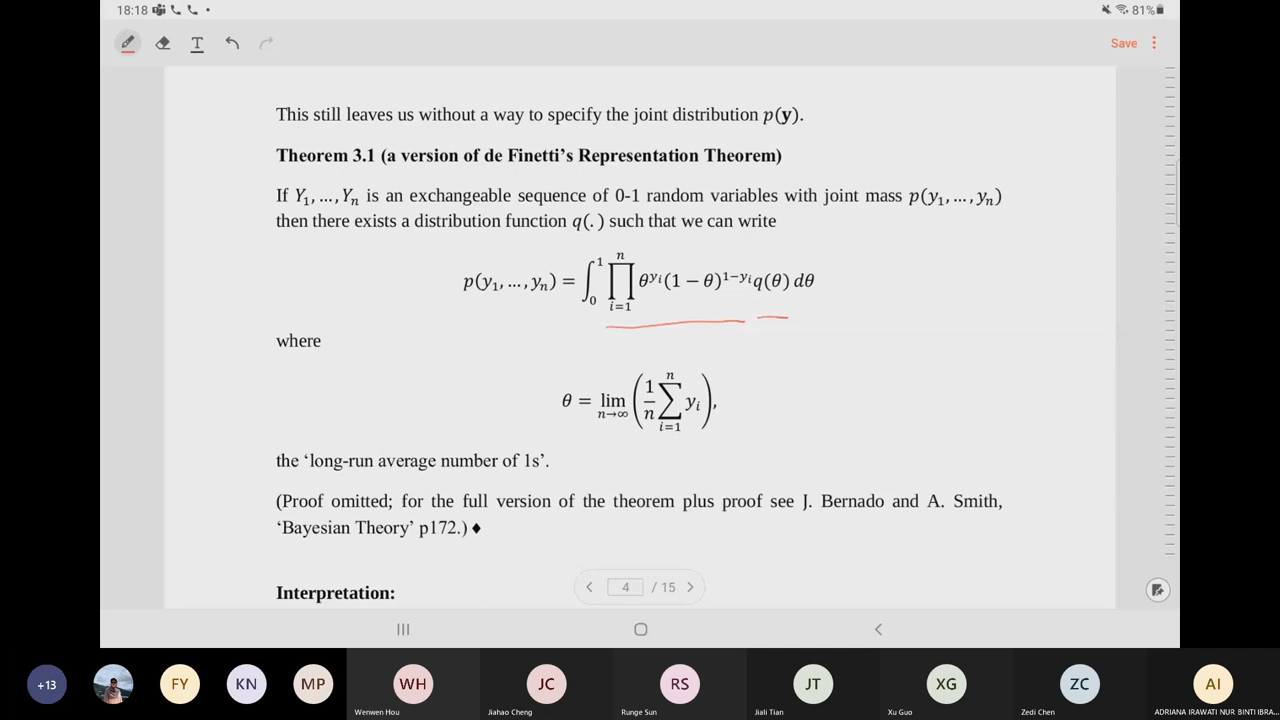 18:18
81%
T
Save
This still leaves us without a way to specify the joint distribution p(y).
Theorem 3.1 (a version of de Finetti's Representation Theorem)
If Y₁, …, Yₙ is an exchangeable sequence of 0-1 random variables with joint mass p(y₁, …, yₙ)
then there exists a distribution function q(. ) such that we can write
p(y₁, …, yₙ) = ∫₀¹ ∏ᵢ₌₁ⁿ θ^{yᵢ}(1 − θ)^{1−yᵢ} q(θ) dθ
where
θ = lim_{n→∞} (1/n ∑ᵢ₌₁ⁿ yᵢ),
the 'long-run average number of 1s'.
(Proof omitted; for the full version of the theorem plus proof see J. Bernado and A. Smith,
'Bayesian Theory' p172.) ♦
Interpretation:
4 / 15
+13 FY KN MP WH JC RS JT XG ZC AI
Wenwen Hou Jiahao Cheng Runge Sun Jiali Tian Xu Guo Zedi Chen ADRIANA IRAWATI NUR BINTI IBRA...